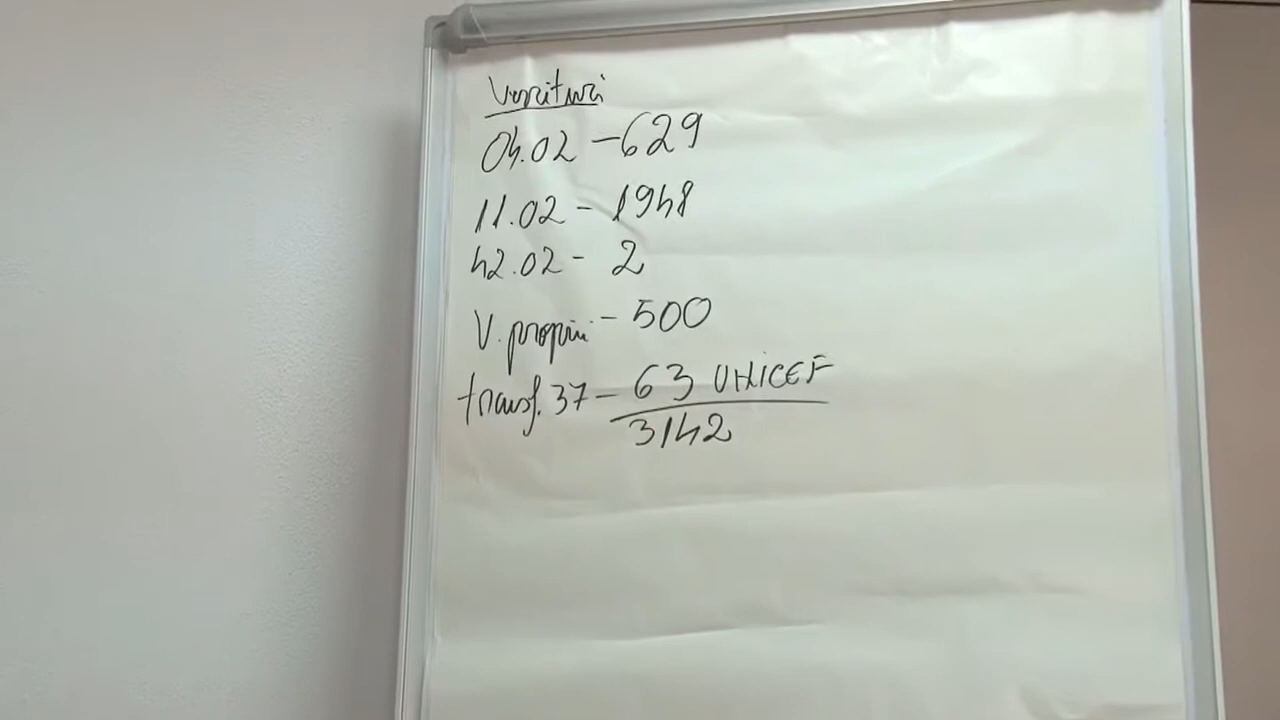 Venituri
04.02 - 629
11.02 - 1948
42.02 - 2
V. proprii - 500
transf. 37 - 63 UNICEF
3142